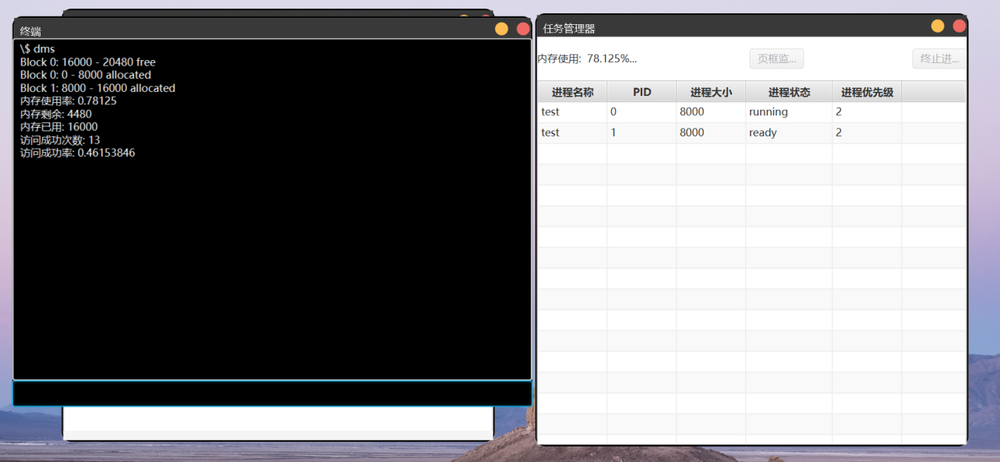 终端
\$ dms
Block 0: 16000 - 20480 free
Block 0: 0 - 8000 allocated
Block 1: 8000 - 16000 allocated
内存使用率: 0.78125
内存剩余: 4480
内存已用: 16000
访问成功次数: 13
访问成功率: 0.46153846
任务管理器
内存使用: 78.125%... 页框监... 终止进...
进程名称 PID 进程大小 进程状态 进程优先级
test 0 8000 running 2
test 1 8000 ready 2